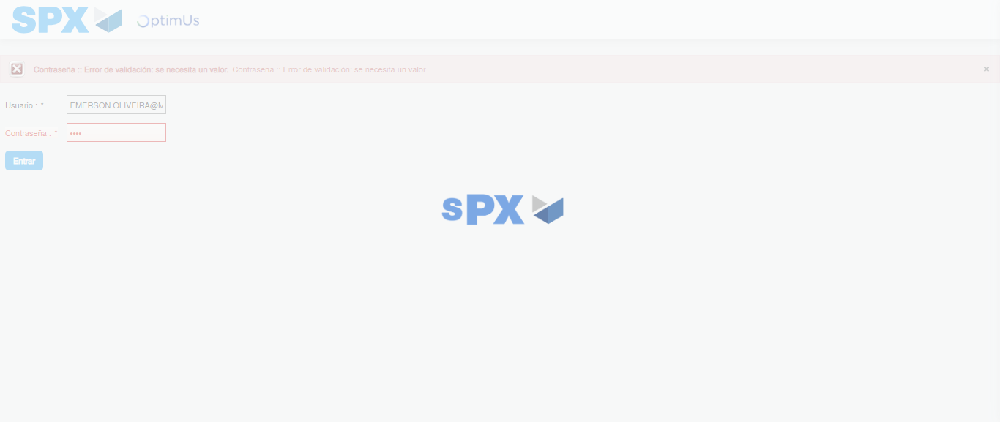 SPX OptimUs
Contraseña :: Error de validación: se necesita un valor. Contraseña :: Error de validación: se necesita un valor.
Usuario : * EMERSON.OLIVEIRA@M
Contraseña : * ••••
Entrar
SPX